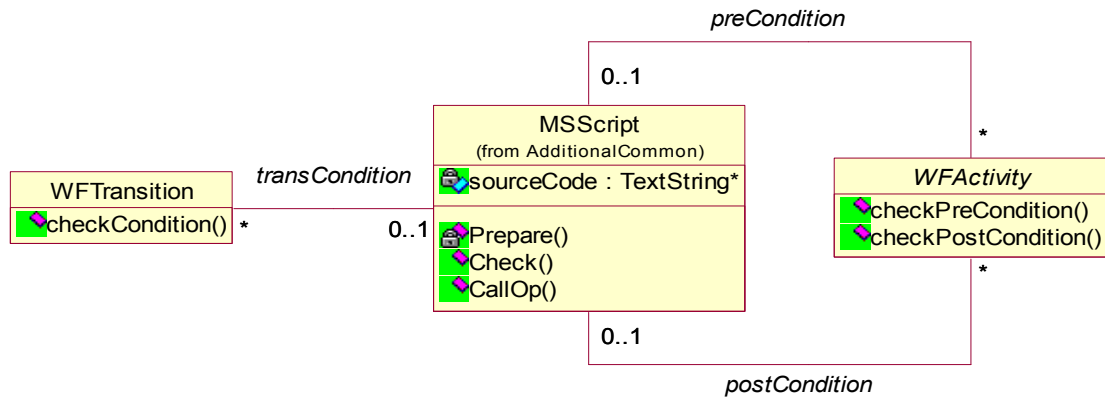 preCondition
0..1
MSScript
(from AdditionalCommon)
sourceCode : TextString*
Prepare()
Check()
CallOp()
transCondition
WFTransition
checkCondition()
*
0..1
*
WFActivity
checkPreCondition()
checkPostCondition()
*
0..1
postCondition